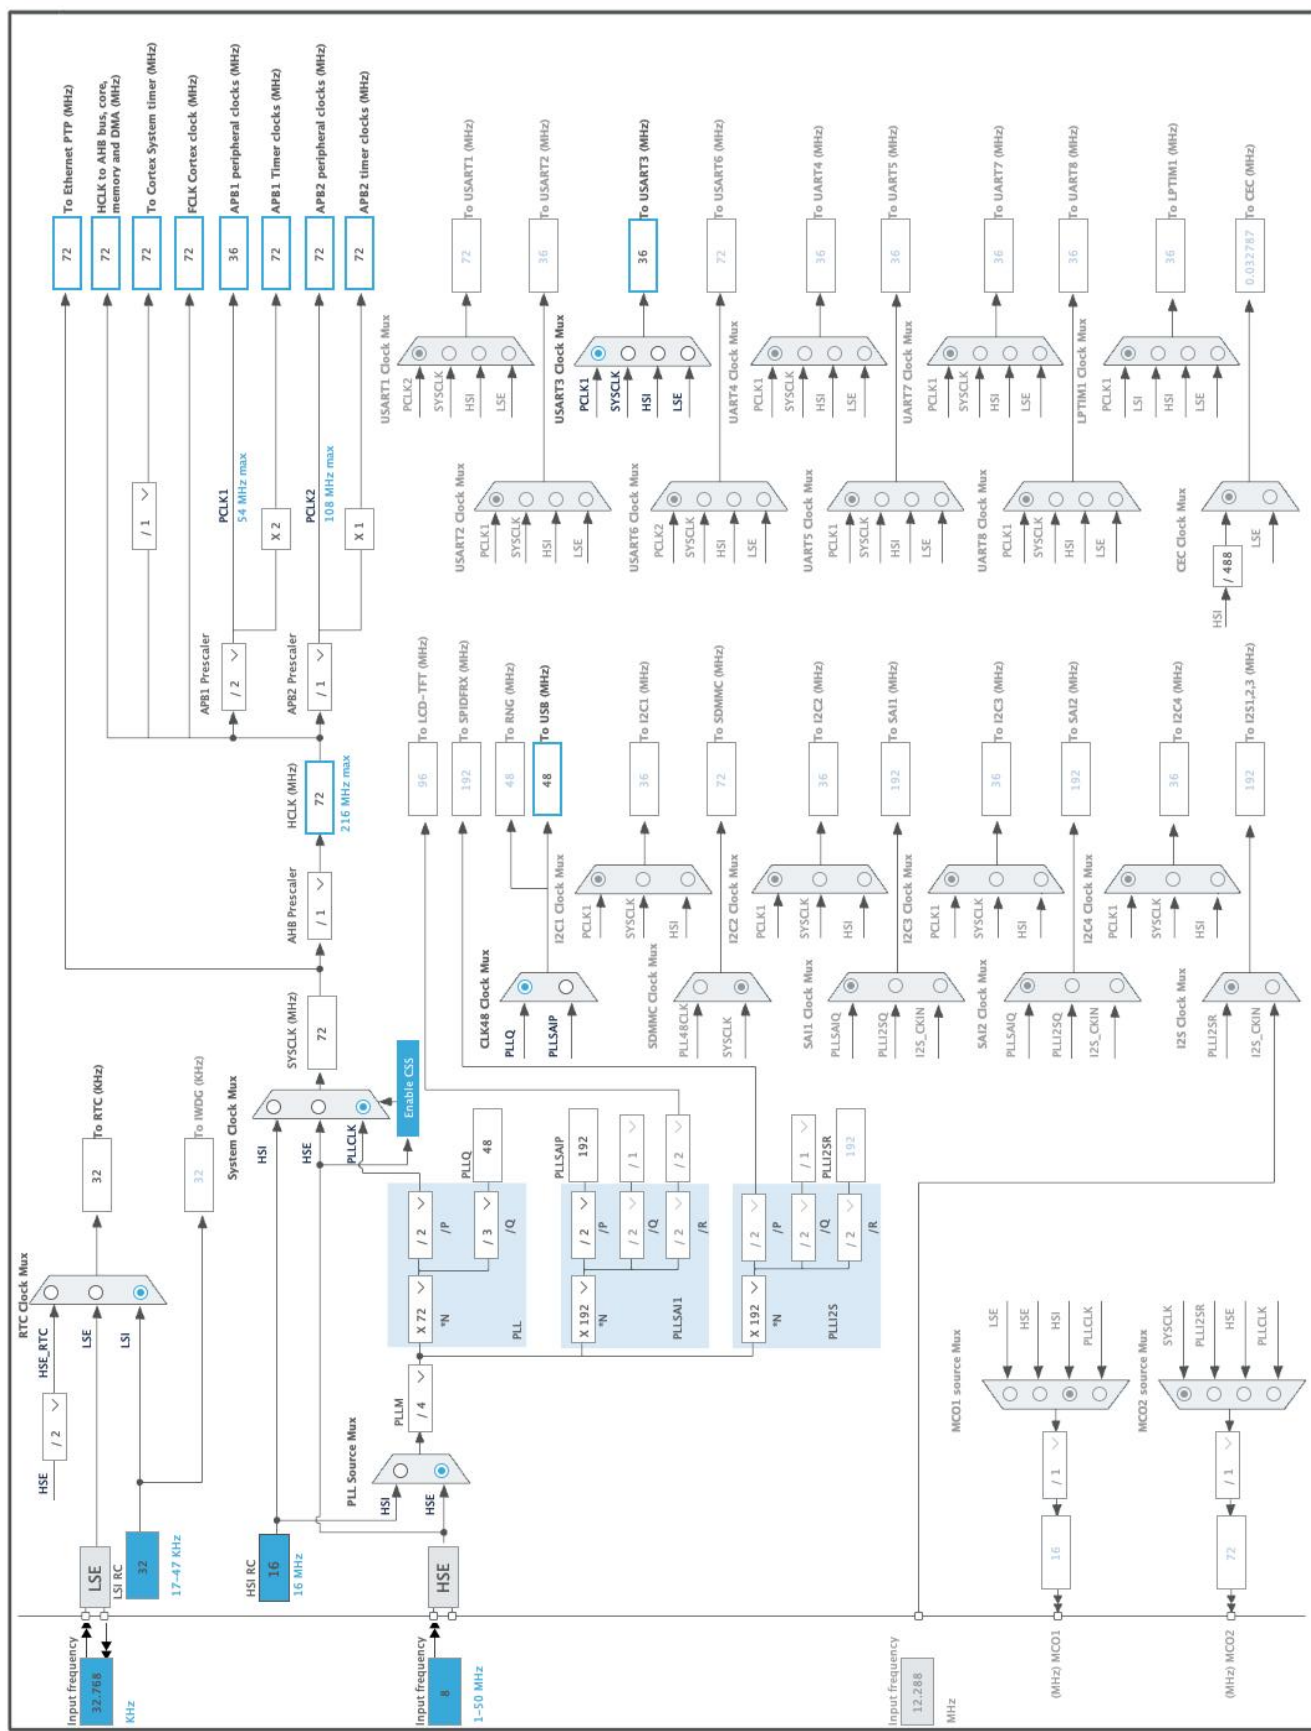 Input frequency
32.768
KHz
LSE
LSI RC
32
17-47 KHz
HSE
/ 2
HSE_RTC
LSE
LSI
RTC Clock Mux
32
To RTC (KHz)
32
To IWDG (KHz)
HSI RC
16
16 MHz
Input frequency
8
1-50 MHz
HSE
PLL Source Mux
HSI
HSE
PLLM
/ 4
X 72
*N
/ 2
/P
/ 3
/Q
PLL
PLLQ
48
X 192
*N
/ 2
/P
/ 2
/Q
/ 2
/R
PLLSAI1
PLLSAIP
192
/ 1
/ 2
X 192
*N
/ 2
/P
/ 2
/Q
/ 2
/R
PLLI2S
/ 1
PLLI2SR
192
System Clock Mux
HSI
HSE
PLLCLK
Enable CSS
SYSCLK (MHz)
72
AHB Prescaler
/ 1
HCLK (MHz)
72
216 MHz max
APB1 Prescaler
/ 2
APB2 Prescaler
/ 1
/ 1
PCLK1
54 MHz max
X 2
PCLK2
108 MHz max
X 1
72
To Ethernet PTP (MHz)
72
HCLK to AHB bus, core,
memory and DMA (MHz)
72
To Cortex System timer (MHz)
72
FCLK Cortex clock (MHz)
36
APB1 peripheral clocks (MHz)
72
APB1 Timer clocks (MHz)
72
APB2 peripheral clocks (MHz)
72
APB2 timer clocks (MHz)
96
To LCD-TFT (MHz)
192
To SPIDFRX (MHz)
48
To RNG (MHz)
48
To USB (MHz)
CLK48 Clock Mux
PLLQ
PLLSAIP
I2C1 Clock Mux
PCLK1
SYSCLK
HSI
36
To I2C1 (MHz)
SDMMC Clock Mux
PLL48CLK
SYSCLK
72
To SDMMC (MHz)
I2C2 Clock Mux
PCLK1
SYSCLK
HSI
36
To I2C2 (MHz)
SAI1 Clock Mux
PLLSAIQ
PLLI2SQ
I2S_CKIN
192
To SAI1 (MHz)
I2C3 Clock Mux
PCLK1
SYSCLK
HSI
36
To I2C3 (MHz)
SAI2 Clock Mux
PLLSAIQ
PLLI2SQ
I2S_CKIN
192
To SAI2 (MHz)
I2C4 Clock Mux
PCLK1
SYSCLK
HSI
36
To I2C4 (MHz)
I2S Clock Mux
PLLI2SR
I2S_CKIN
192
To I2S1,2,3 (MHz)
USART1 Clock Mux
PCLK2
SYSCLK
HSI
LSE
72
To USART1 (MHz)
USART2 Clock Mux
PCLK1
SYSCLK
HSI
LSE
36
To USART2 (MHz)
USART3 Clock Mux
PCLK1
SYSCLK
HSI
LSE
36
To USART3 (MHz)
USART6 Clock Mux
PCLK2
SYSCLK
HSI
LSE
72
To USART6 (MHz)
UART4 Clock Mux
PCLK1
SYSCLK
HSI
LSE
36
To UART4 (MHz)
UART5 Clock Mux
PCLK1
SYSCLK
HSI
LSE
36
To UART5 (MHz)
UART7 Clock Mux
PCLK1
SYSCLK
HSI
LSE
36
To UART7 (MHz)
UART8 Clock Mux
PCLK1
SYSCLK
HSI
LSE
36
To UART8 (MHz)
LPTIM1 Clock Mux
PCLK1
LSI
HSI
LSE
36
To LPTIM1 (MHz)
CEC Clock Mux
HSI
/ 488
LSE
0.032787
To CEC (MHz)
Input frequency
12.288
MHz
MCO1 source Mux
LSE
HSE
HSI
PLLCLK
/ 1
16
(MHz) MCO1
MCO2 source Mux
SYSCLK
PLLI2SR
HSE
PLLCLK
/ 1
72
(MHz) MCO2